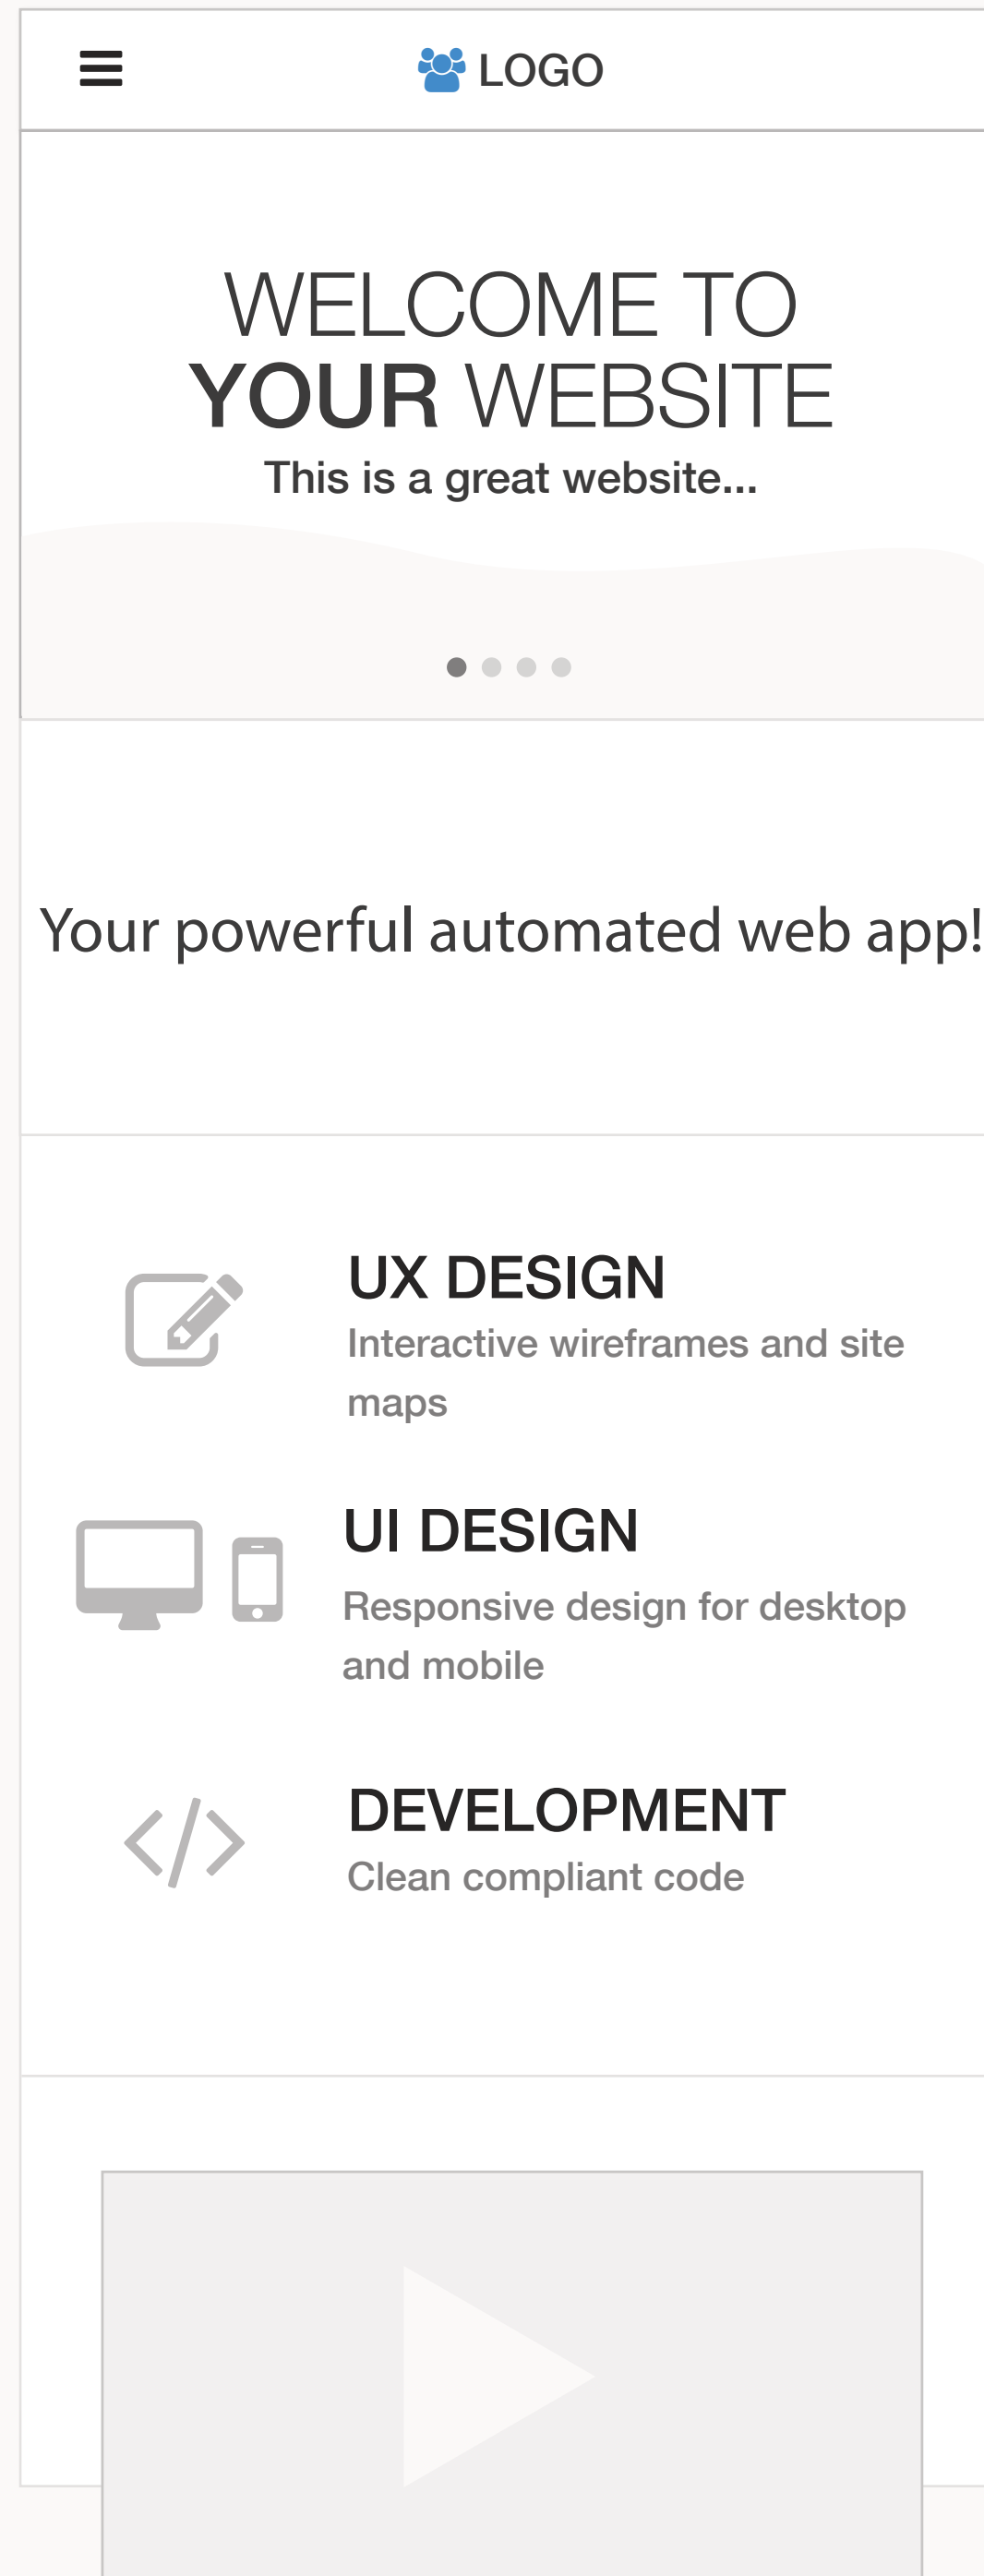 LOGO
WELCOME TO
YOUR WEBSITE
This is a great website...
Your powerful automated web app!
UX DESIGN
Interactive wireframes and site
maps
UI DESIGN
Responsive design for desktop
and mobile
DEVELOPMENT
Clean compliant code